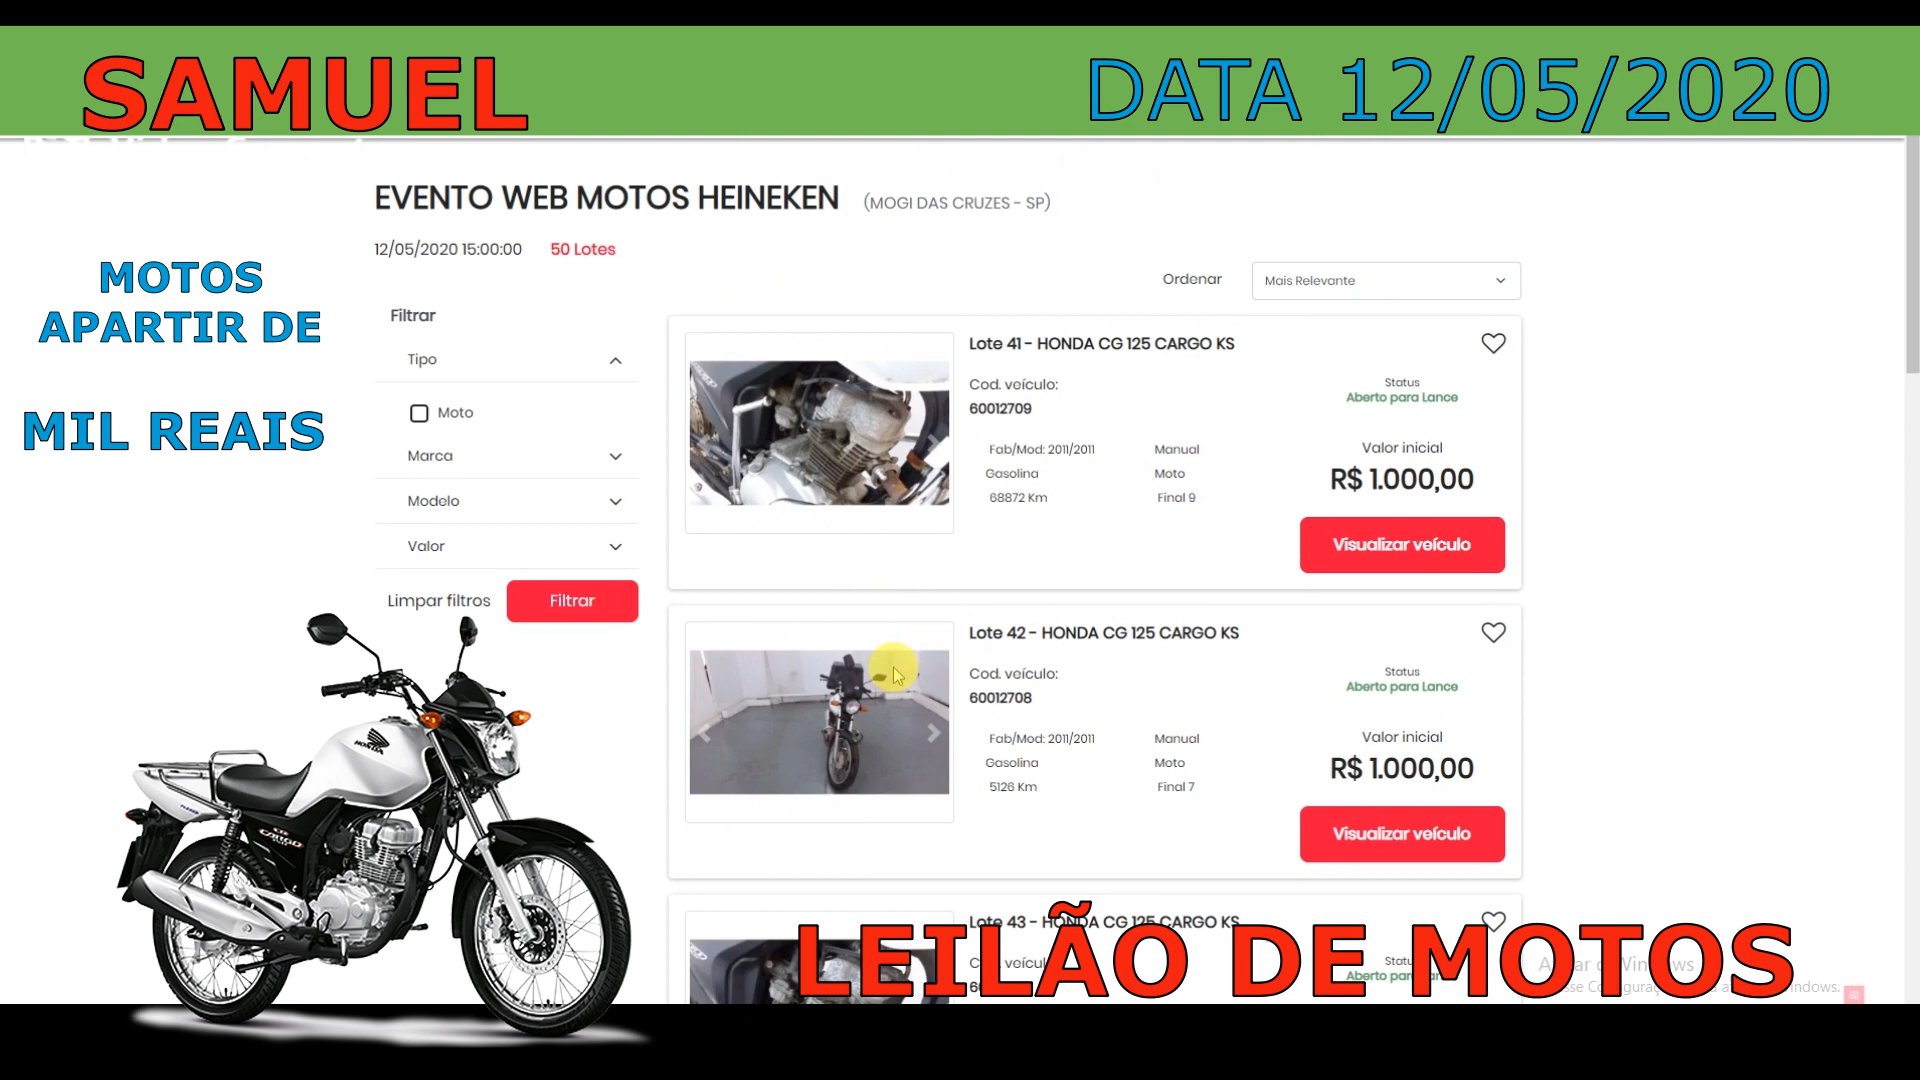 SAMUEL
DATA 12/05/2020
EVENTO WEB MOTOS HEINEKEN (MOGI DAS CRUZES - SP)
12/05/2020 15:00:00 50 Lotes
MOTOS
APARTIR DE
MIL REAIS
Ordenar Mais Relevante
Filtrar
Tipo
Moto
Marca
Modelo
Valor
Limpar filtros Filtrar
Lote 41 - HONDA CG 125 CARGO KS
Cod. veículo:
60012709
Fab/Mod: 2011/2011 Manual
Gasolina Moto
68872 Km Final 9
Status
Aberto para Lance
Valor inicial
R$ 1.000,00
Visualizar veículo
Lote 42 - HONDA CG 125 CARGO KS
Cod. veículo:
60012708
Fab/Mod: 2011/2011 Manual
Gasolina Moto
5126 Km Final 7
Status
Aberto para Lance
Valor inicial
R$ 1.000,00
Visualizar veículo
Lote 43 - HONDA CG 125 CARGO KS
Aberto
LEILÃO DE MOTOS
HONDA
CARGO